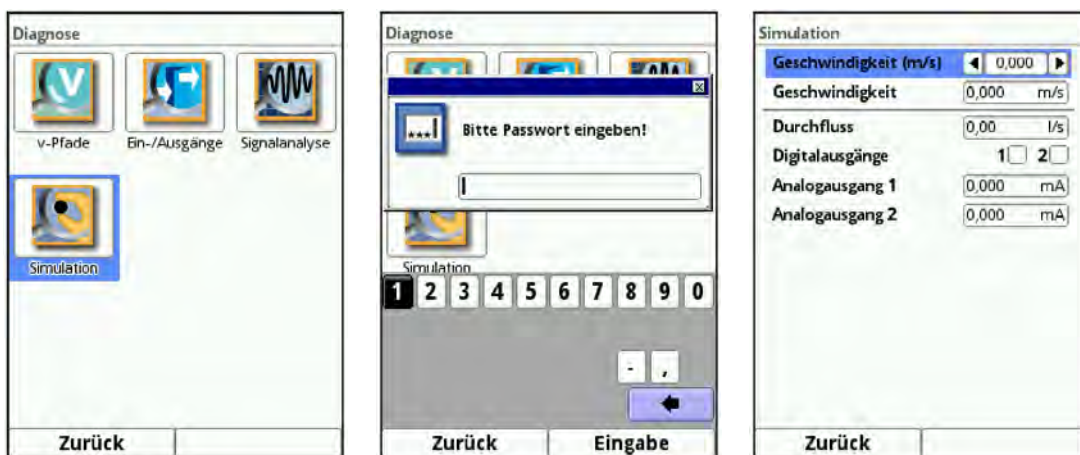 Diagnose
v-Pfade
Ein-/Ausgänge
Signalanalyse
Simulation
Zurück
Diagnose
Bitte Passwort eingeben!
Simulation
1 2 3 4 5 6 7 8 9 0
- ,
Zurück Eingabe
Simulation
Geschwindigkeit (m/s) 0,000
Geschwindigkeit 0,000 m/s
Durchfluss 0,00 l/s
Digitalausgänge 1 2
Analogausgang 1 0,000 mA
Analogausgang 2 0,000 mA
Zurück